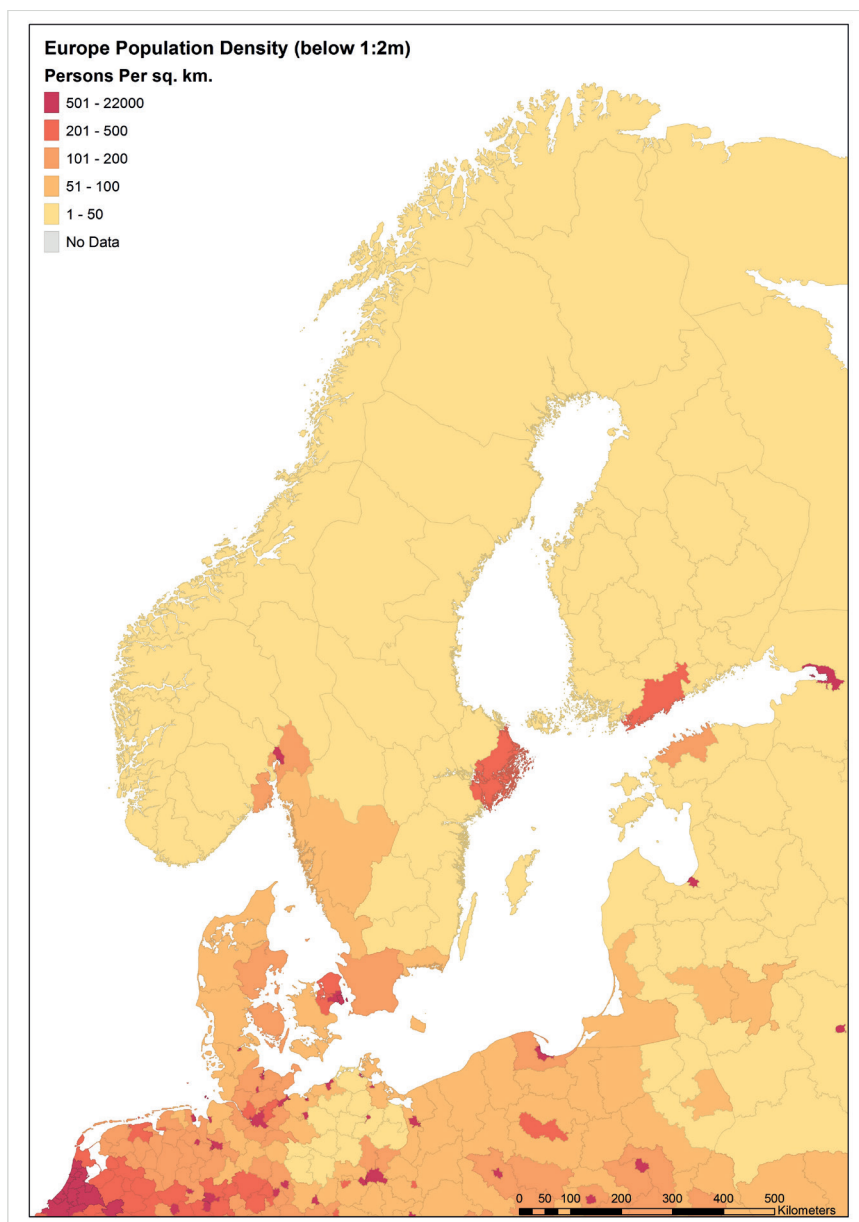 Europe Population Density (below 1:2m)
Persons Per sq. km.
501 - 22000
201 - 500
101 - 200
51 - 100
1 - 50
No Data
0 50 100 200 300 400 500
Kilometers